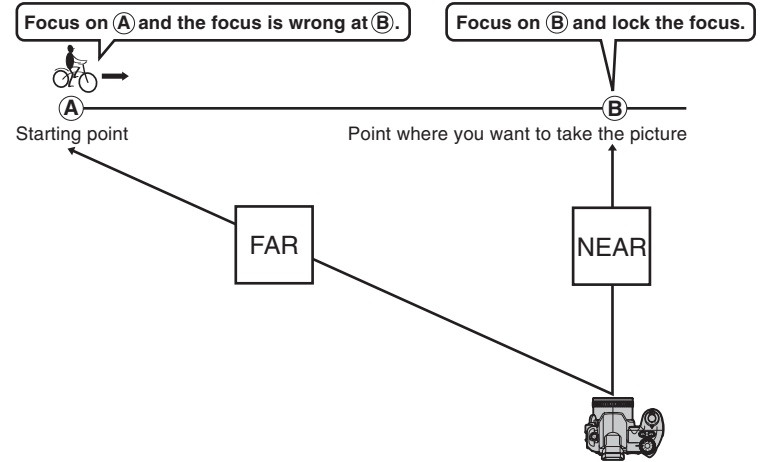 Focus on Ⓐ and the focus is wrong at Ⓑ.
Focus on Ⓑ and lock the focus.
Ⓐ
Ⓑ
Starting point
Point where you want to take the picture
FAR
NEAR